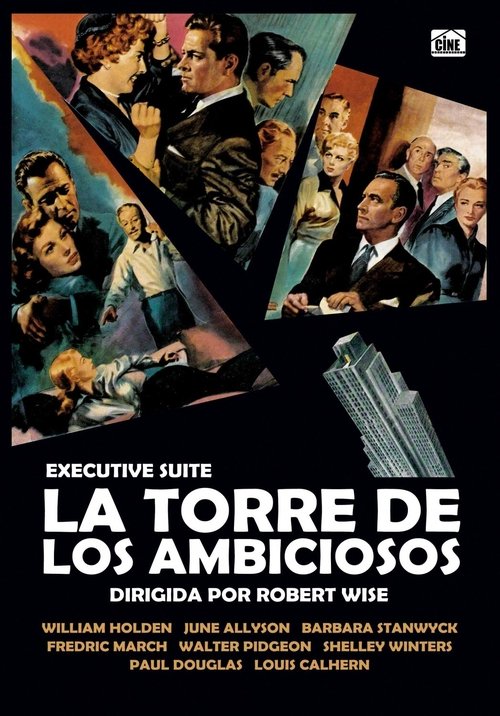 CINE
EXECUTIVE SUITE
LA TORRE DE
LOS AMBICIOSOS
DIRIGIDA POR ROBERT WISE
WILLIAM HOLDEN JUNE ALLYSON BARBARA STANWYCK
FREDRIC MARCH WALTER PIDGEON SHELLEY WINTERS
PAUL DOUGLAS LOUIS CALHERN